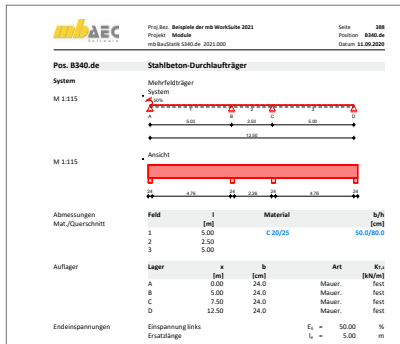 mb AEC
Software
Proj.Bez. Beispiele der mb WorkSuite 2021 Seite 388
Projekt Module Position B340.de
mb BauStatik S340.de 2021.000 Datum 11.09.2020
Pos. B340.de Stahlbeton-Durchlaufträger
System Mehrfeldträger
System
M 1:115
50%
1 2 3
A B C D
5.00 2.50 5.00
12.50
Ansicht
M 1:115
24 4.76 24 2.26 24 4.76 24
Abmessungen Feld l Material b/h
Mat./Querschnitt [m] [cm]
1 5.00 C 20/25 50.0/80.0
2 2.50
3 5.00
Auflager Lager x b Art
[m] [cm] [kN/m]
A 0.00 24.0 Mauer. fest
B 5.00 24.0 Mauer. fest
C 7.50 24.0 Mauer. fest
D 12.50 24.0 Mauer. fest
Endeinspannungen Einspannung links = 50.00 %
Ersatzlänge = 5.00 m